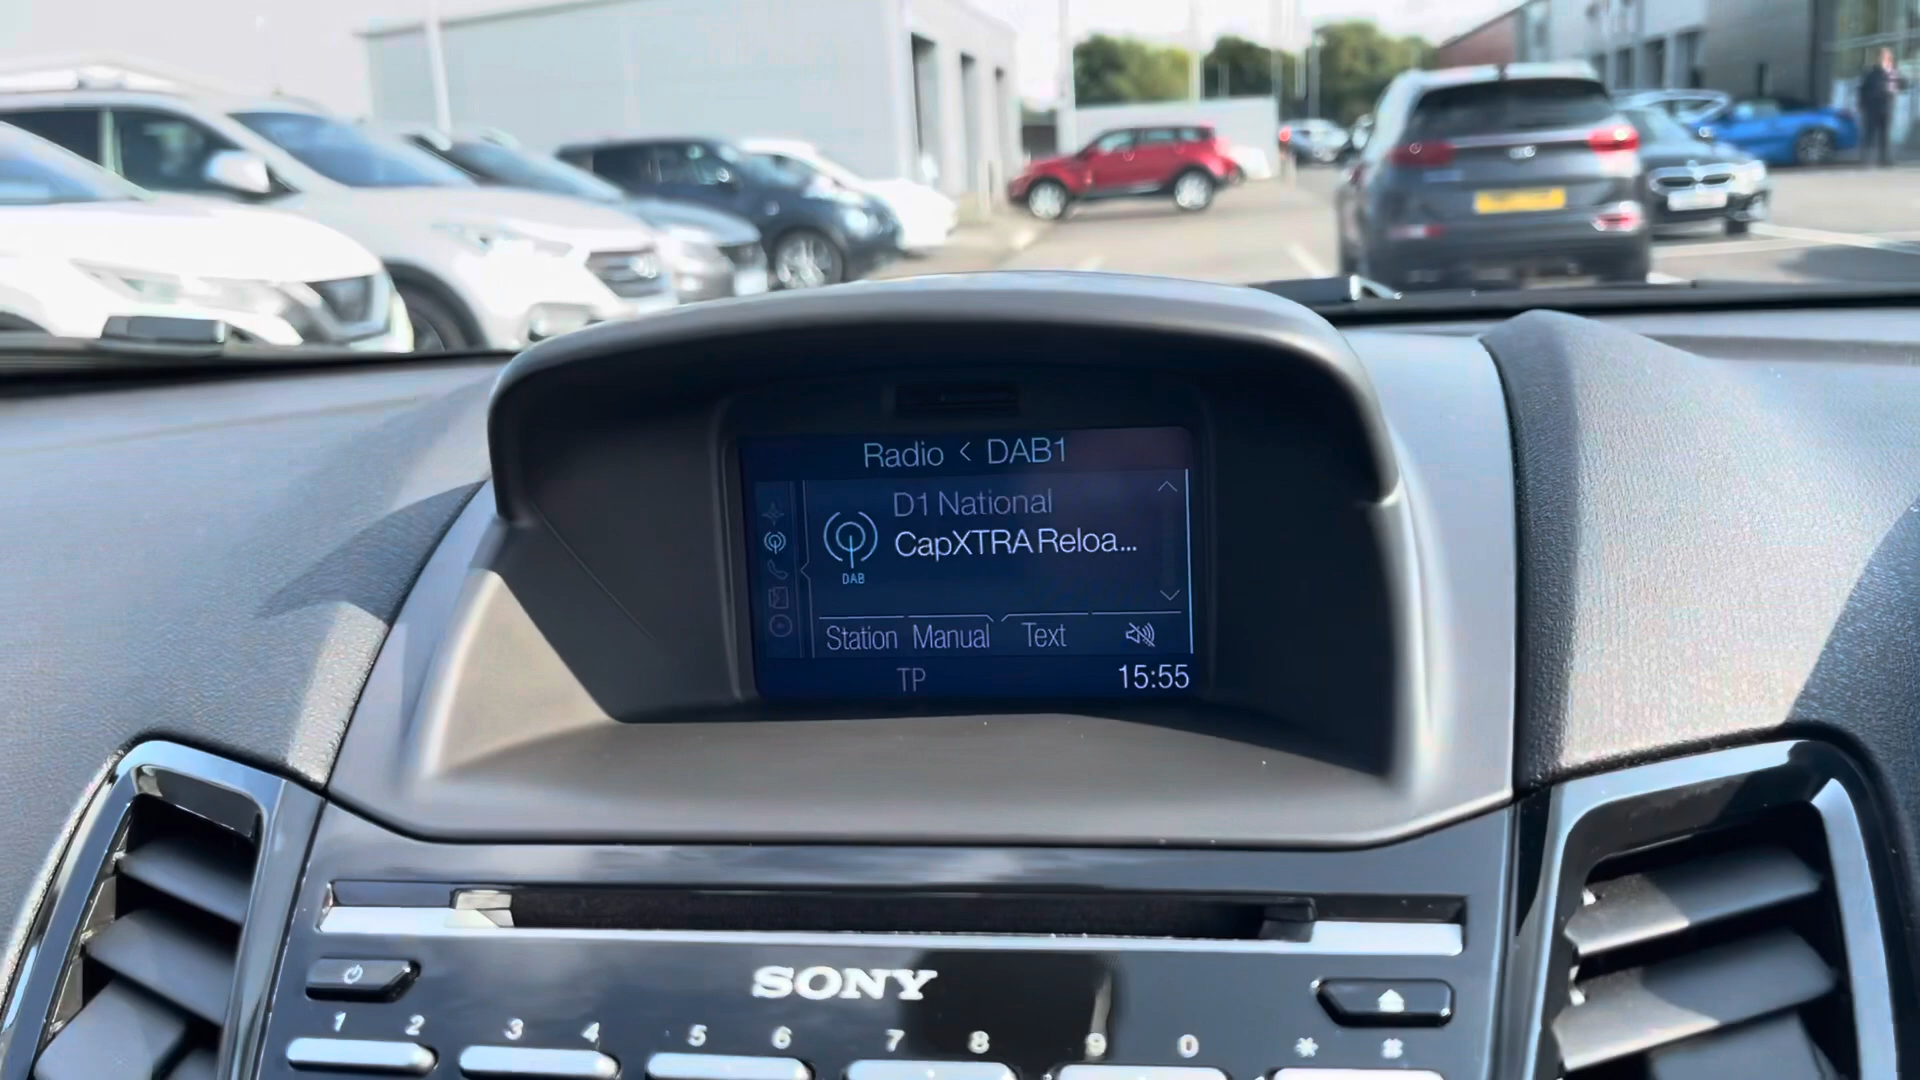 Radio < DAB1
D1 National
CapXTRA Reloa...
DAB
Station Manual Text
TP 15:55
SONY
1 2 3 4 5 6 7 8 9 0 * #